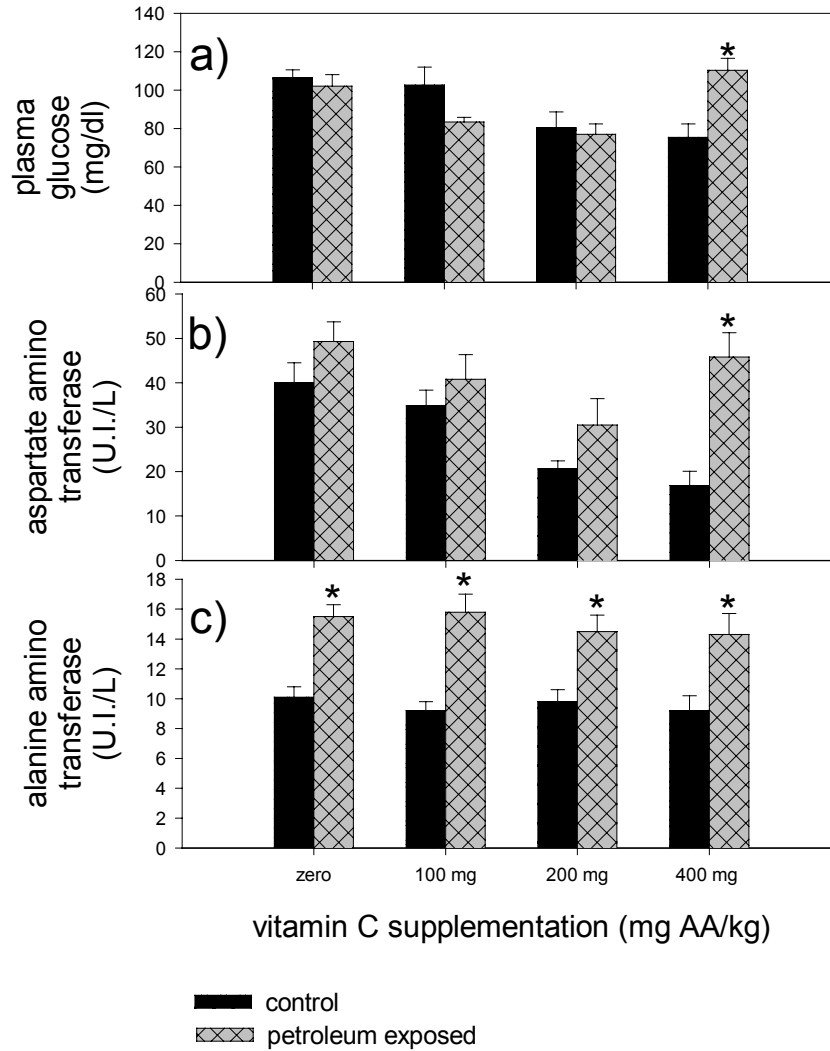 140
120
100
80
60
40
20
0
plasma
glucose
(mg/dl)
a)
*
60
50
40
30
20
10
0
aspartate amino
transferase
(U.I./L)
b)
*
18
16
14
12
10
8
6
4
2
0
alanine amino
transferase
(U.I./L)
c)
* * * *
zero 100 mg 200 mg 400 mg
vitamin C supplementation (mg AA/kg)
control
petroleum exposed